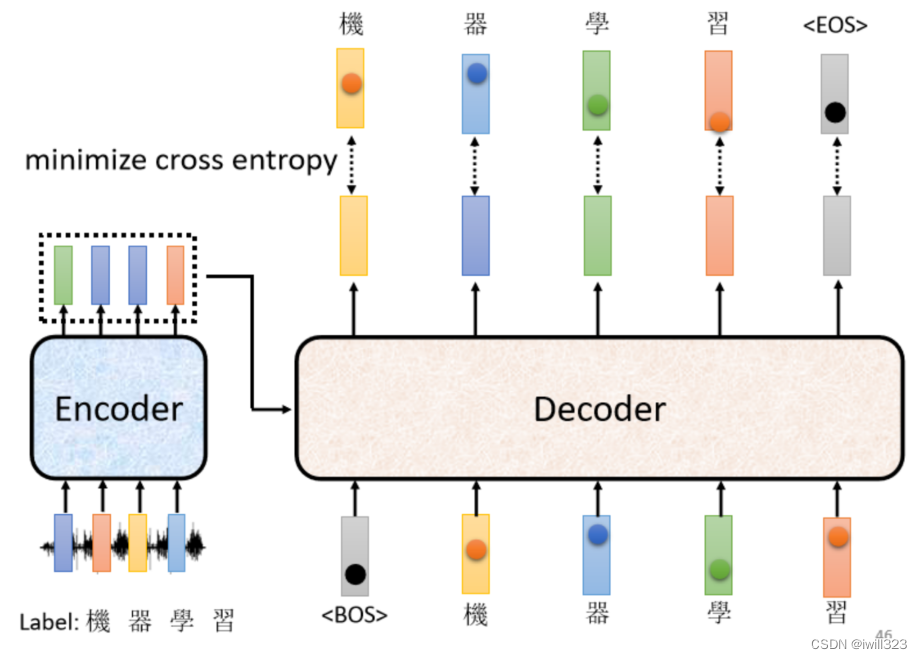 機 器 學 習 <EOS>
minimize cross entropy
Encoder
Decoder
Label: 機 器 學 習
<BOS> 機 器 學 習
46
CSDN @iwill323